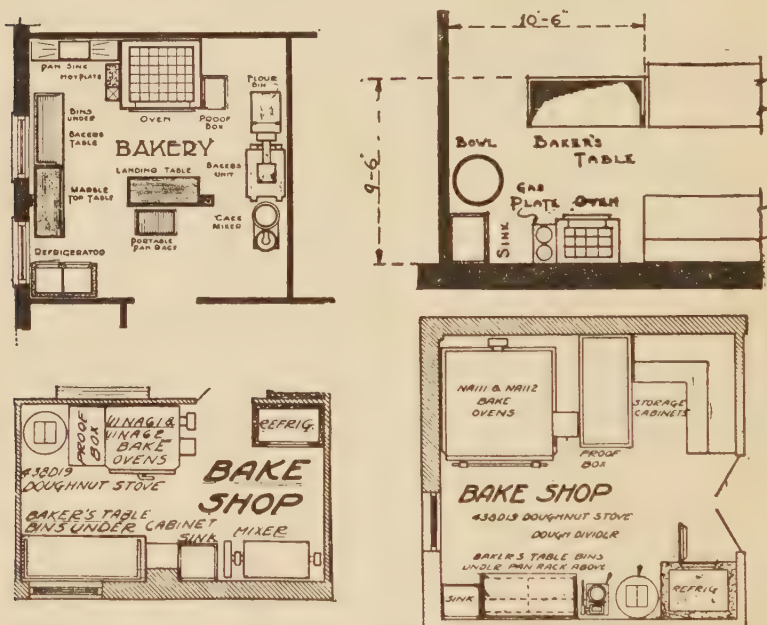 PAN SINK
HOTPLATE
OVEN
PROOF
BOX
FLOUR
BIN
BINS
UNDER
BAKERS
TABLE
BAKERY
BAKERS
UNIT
LANDING TABLE
MARBLE
TOP TABLE
PORTABLE
PAN RACK
CAKE
MIXER
REFRIGERATOR
10'-6"
9'-6"
BAKER'S
TABLE
BOWL
GAS
PLATE
OVEN
SINK
PROOF
BOX
BAKE
OVENS
REFRIG.
438D19
DOUGHNUT STOVE
BAKE
SHOP
BAKER'S TABLE
BINS UNDER
CABINET
SINK
MIXER
NA111 & NA112
BAKE
OVENS
STORAGE
CABINETS
PROOF
BOX
BAKE SHOP
438D19 DOUGHNUT STOVE
DOUGH DIVIDER
BAKER'S TABLE BINS
UNDER PAN RACK ABOVE
SINK
REFRIG